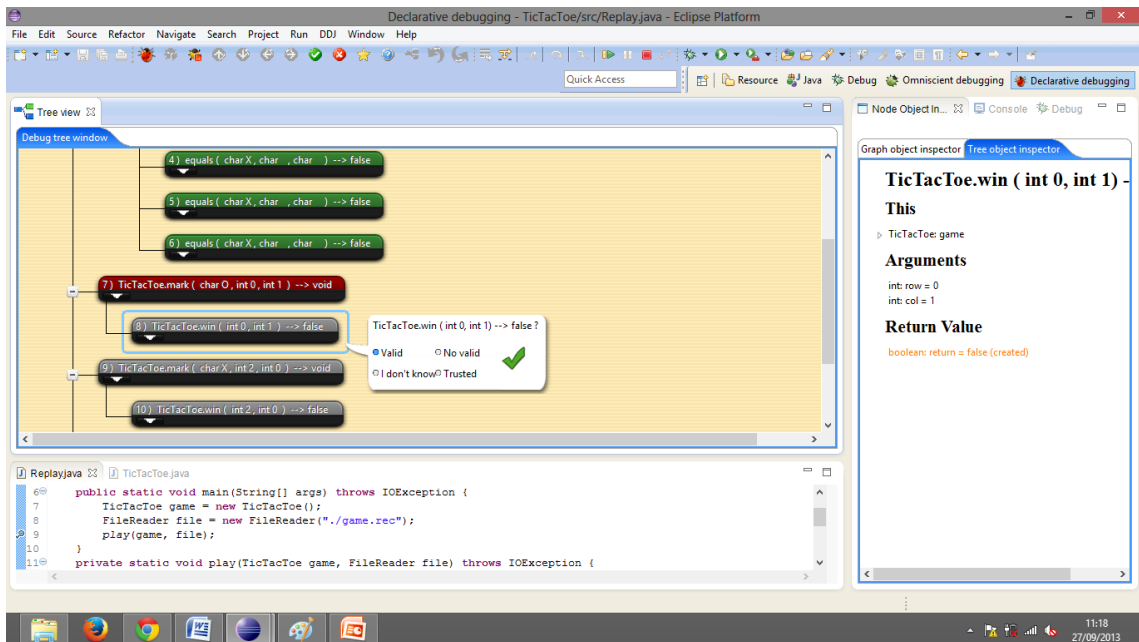 Declarative debugging - TicTacToe/src/Replay.java - Eclipse Platform
File Edit Source Refactor Navigate Search Project Run DDJ Window Help
Quick Access
Resource Java Debug Omniscient debugging Declarative debugging
Tree view
Debug tree window
4 ) equals ( char X , char , char ) --> false
5 ) equals ( char X , char , char ) --> false
6 ) equals ( char X , char , char ) --> false
7 ) TicTacToe.mark ( char O , int 0 , int 1 ) --> void
8 ) TicTacToe.win ( int 0 , int 1 ) --> false
9 ) TicTacToe.mark ( char X , int 2 , int 0 ) --> void
10 ) TicTacToe.win ( int 2 , int 0 ) --> false
TicTacToe.win ( int 0, int 1) --> false ?
Valid No valid
I don't know Trusted
Node Object In... Console Debug
Graph object inspector Tree object inspector
TicTacToe.win ( int 0, int 1) -
This
TicTacToe: game
Arguments
int: row = 0
int: col = 1
Return Value
boolean: return = false (created)
Replay.java TicTacToe.java
6 public static void main(String[] args) throws IOException {
7 TicTacToe game = new TicTacToe();
8 FileReader file = new FileReader("./game.rec");
9 play(game, file);
10 }
11 private static void play(TicTacToe game, FileReader file) throws IOException {
11:18
27/09/2013